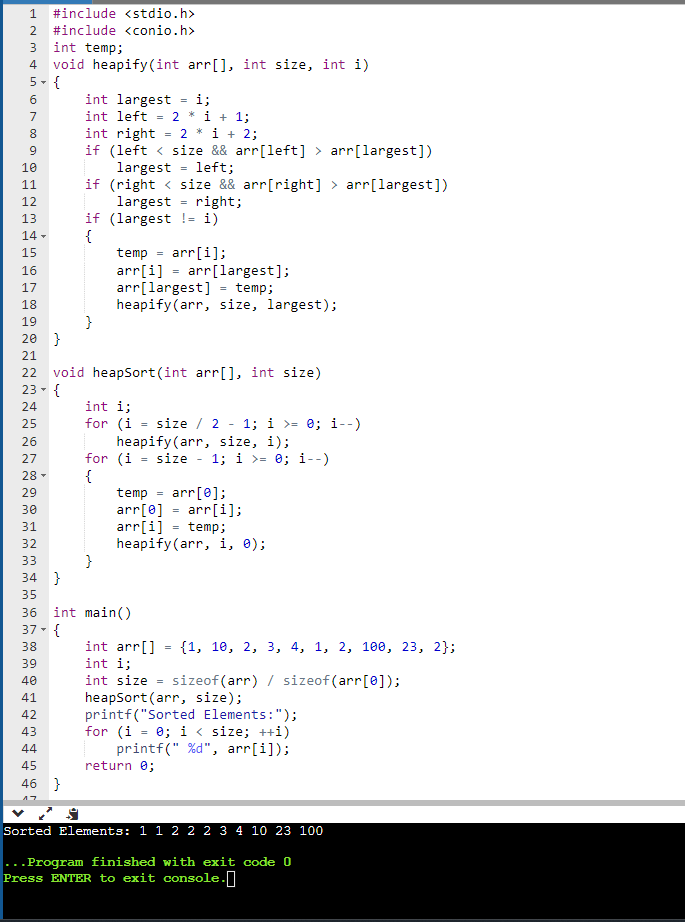 1 #include <stdio.h>
2 #include <conio.h>
3 int temp;
4 void heapify(int arr[], int size, int i)
5 {
6 int largest = i;
7 int left = 2 * i + 1;
8 int right = 2 * i + 2;
9 if (left < size && arr[left] > arr[largest])
10 largest = left;
11 if (right < size && arr[right] > arr[largest])
12 largest = right;
13 if (largest != i)
14 {
15 temp = arr[i];
16 arr[i] = arr[largest];
17 arr[largest] = temp;
18 heapify(arr, size, largest);
19 }
20 }
21
22 void heapSort(int arr[], int size)
23 {
24 int i;
25 for (i = size / 2 - 1; i >= 0; i--)
26 heapify(arr, size, i);
27 for (i = size - 1; i >= 0; i--)
28 {
29 temp = arr[0];
30 arr[0] = arr[i];
31 arr[i] = temp;
32 heapify(arr, i, 0);
33 }
34 }
35
36 int main()
37 {
38 int arr[] = {1, 10, 2, 3, 4, 1, 2, 100, 23, 2};
39 int i;
40 int size = sizeof(arr) / sizeof(arr[0]);
41 heapSort(arr, size);
42 printf("Sorted Elements:");
43 for (i = 0; i < size; ++i)
44 printf(" %d", arr[i]);
45 return 0;
46 }
47
Sorted Elements: 1 1 2 2 2 3 4 10 23 100
...Program finished with exit code 0
Press ENTER to exit console.